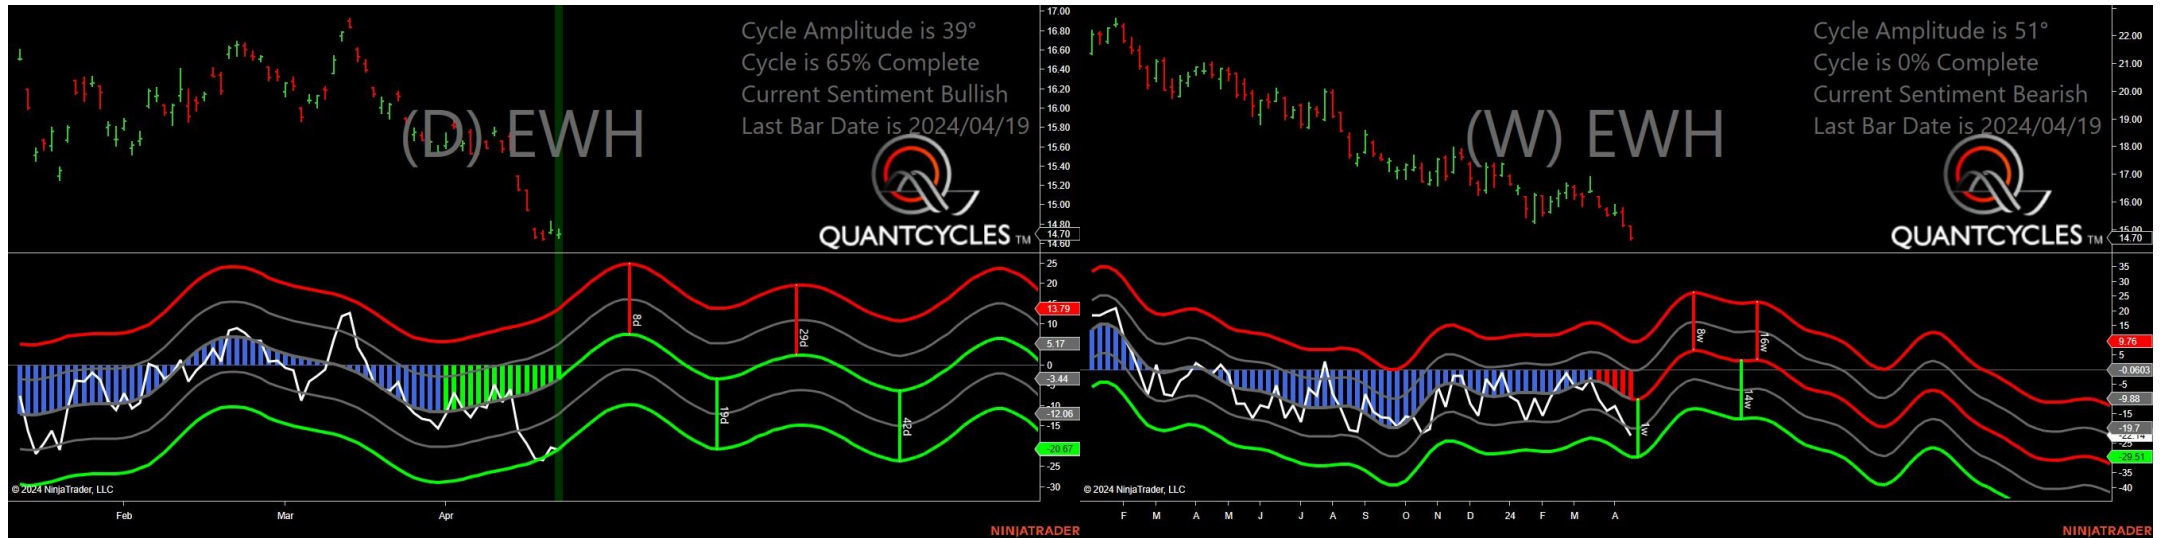 Cycle Amplitude is 39°
Cycle is 65% Complete
Current Sentiment Bullish
Last Bar Date is 2024/04/19
(D) EWH
QUANTCYCLES TM
17.00
16.80
16.60
16.40
16.20
16.00
15.80
15.60
15.40
15.20
15.00
14.80
14.70
14.60
25
20
13.79
10
5.17
0
-3.44
-10
-12.06
-15
-20.67
-25
-30
8d
19d
29d
42d
© 2024 NinjaTrader, LLC
Feb Mar Apr
NINJATRADER
Cycle Amplitude is 51°
Cycle is 0% Complete
Current Sentiment Bearish
Last Bar Date is 2024/04/19
(W) EWH
QUANTCYCLES TM
22.00
21.00
20.00
19.00
18.00
17.00
16.00
15.00
14.70
35
30
25
20
15
9.76
5
-0.0603
-5
-9.88
-15
-19.7
-25
-29.51
-35
-40
1w
8w
14w
16w
© 2024 NinjaTrader, LLC
F M A M J J A S O N D 24 F M A
NINJATRADER